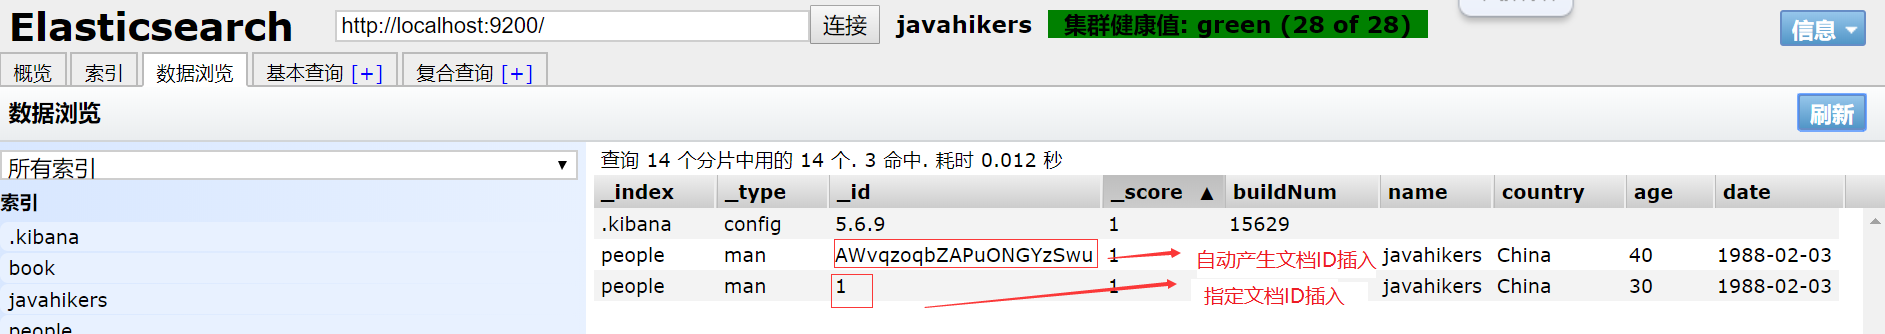 Elasticsearch http://localhost:9200/ 连接 javahikers 集群健康值: green (28 of 28) 信息
概览 索引 数据浏览 基本查询 [+] 复合查询 [+]
数据浏览 刷新
所有索引
索引
.kibana
book
javahikers
people
查询 14 个分片中用的 14 个. 3 命中. 耗时 0.012 秒
_index _type _id _score ▲ buildNum name country age date
.kibana config 5.6.9 1 15629
people man AWvqzoqbZAPuONGYzSwu 1 自动产生文档ID插入 javahikers China 40 1988-02-03
people man 1 1 指定文档ID插入 javahikers China 30 1988-02-03